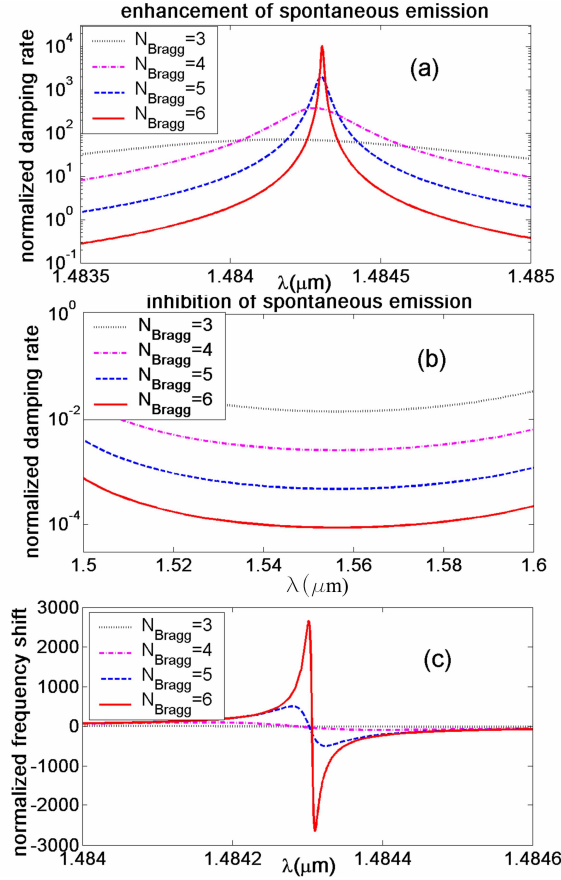 enhancement of spontaneous emission
normalized damping rate
10^4
10^3
10^2
10^1
10^0
10^-1
N_Bragg=3
N_Bragg=4
N_Bragg=5
N_Bragg=6
(a)
1.4835 1.484 1.4845 1.485
λ(μm)
inhibition of spontaneous emission
normalized damping rate
10^0
10^-2
10^-4
N_Bragg=3
N_Bragg=4
N_Bragg=5
N_Bragg=6
(b)
1.5 1.52 1.54 1.56 1.58 1.6
λ(μm)
normalized frequency shift
3000
2000
1000
0
-1000
-2000
-3000
N_Bragg=3
N_Bragg=4
N_Bragg=5
N_Bragg=6
(c)
1.484 1.4842 1.4844 1.4846
λ(μm)